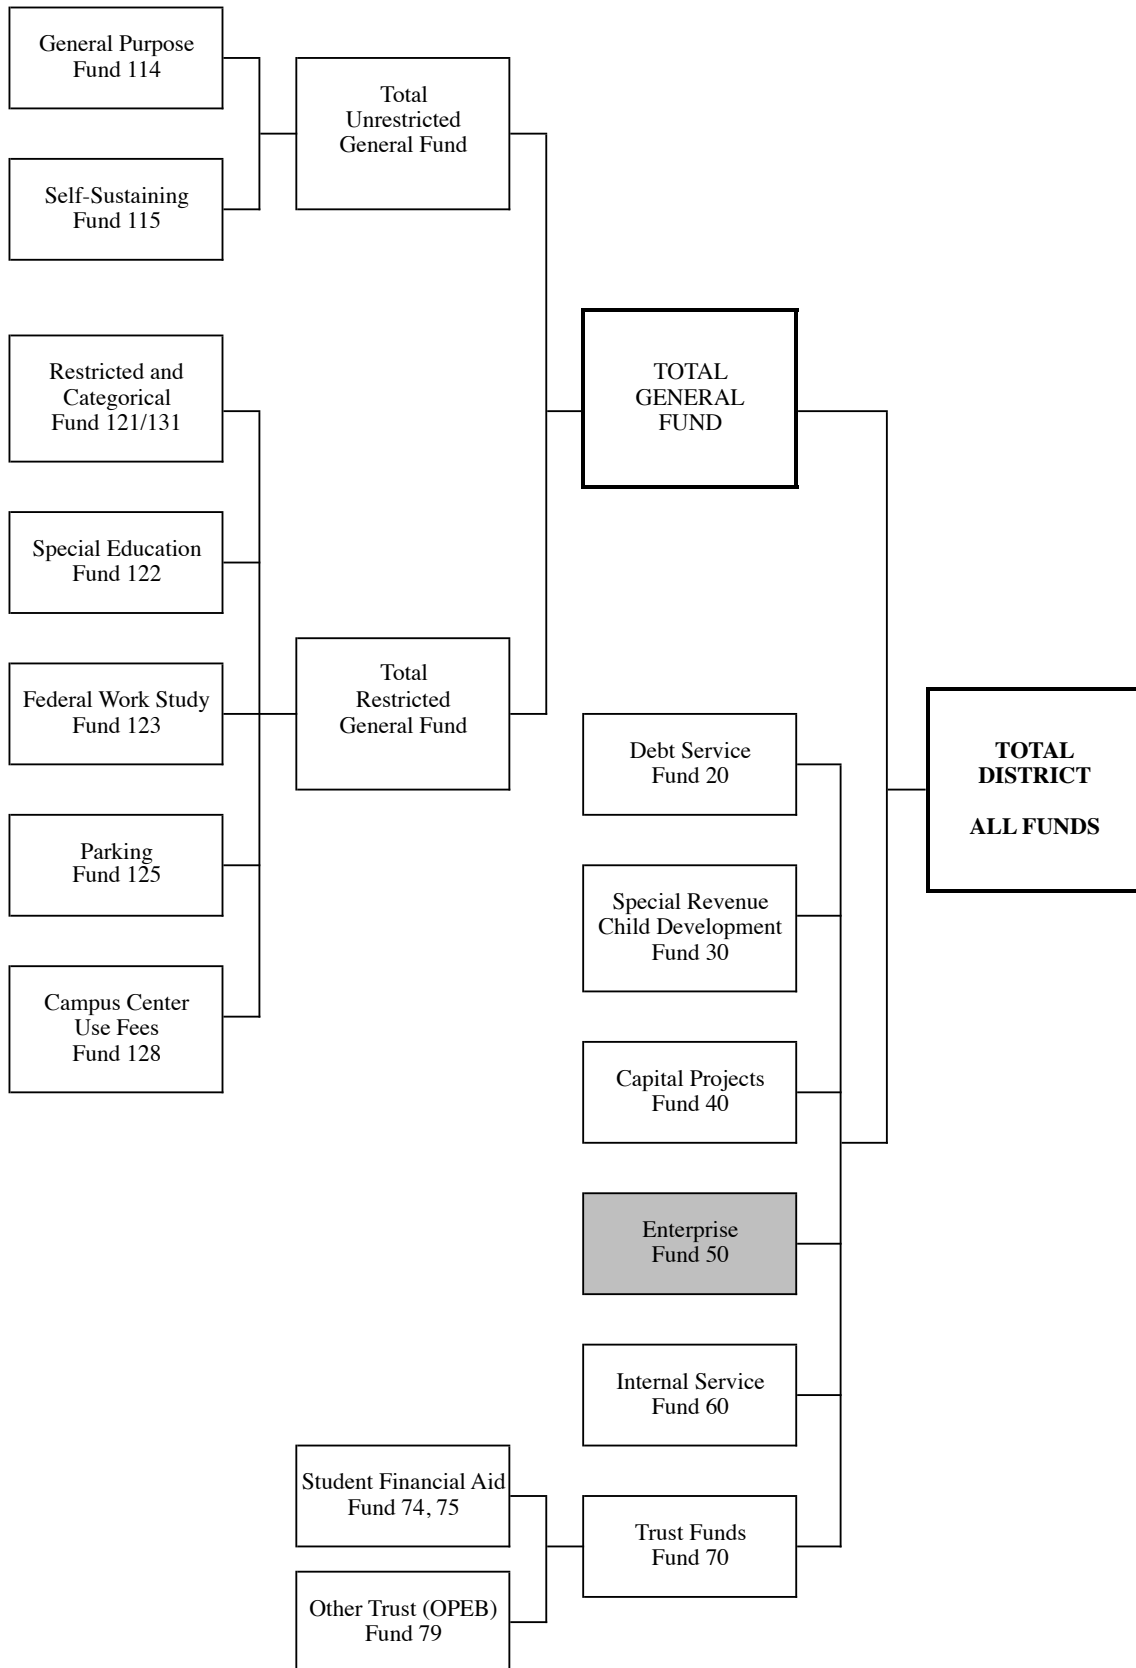 General Purpose
Fund 114
Total
Unrestricted
General Fund
Self-Sustaining
Fund 115
Restricted and
Categorical
Fund 121/131
TOTAL
GENERAL
FUND
Special Education
Fund 122
Federal Work Study
Fund 123
Total
Restricted
General Fund
Debt Service
Fund 20
TOTAL
DISTRICT
ALL FUNDS
Parking
Fund 125
Special Revenue
Child Development
Fund 30
Campus Center
Use Fees
Fund 128
Capital Projects
Fund 40
Enterprise
Fund 50
Internal Service
Fund 60
Student Financial Aid
Fund 74, 75
Trust Funds
Fund 70
Other Trust (OPEB)
Fund 79